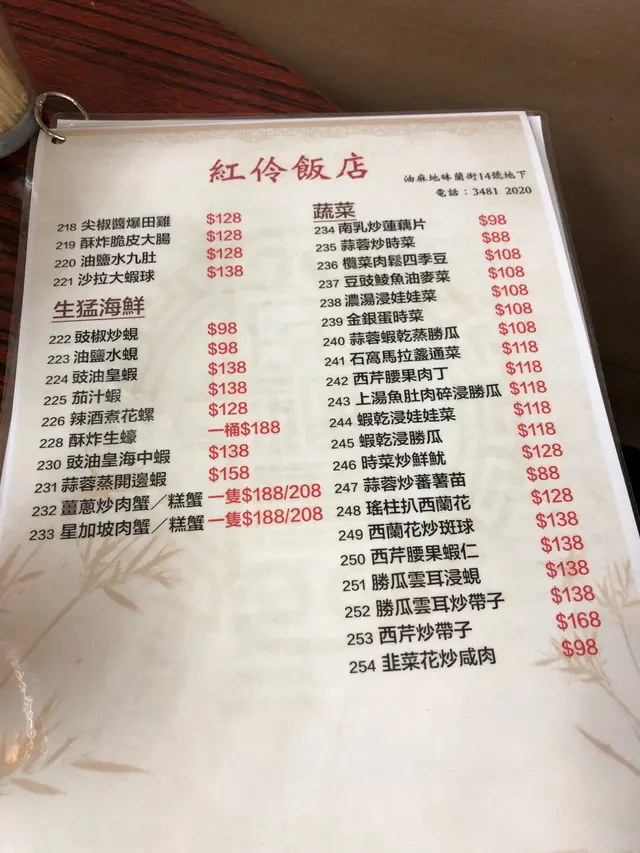 紅伶飯店
油麻地吐蘭街14號地下
電話：3481 2020
218 尖椒醬爆田雞 $128
219 酥炸脆皮大腸 $128
220 油鹽水九肚 $128
221 沙拉大蝦球 $138
生猛海鮮
222 豉椒炒蜆 $98
223 油鹽水蜆 $98
224 豉油皇蝦 $138
225 茄汁蝦 $138
226 辣酒煮花螺 $128
228 酥炸生蠔 一桶$188
230 豉油皇海中蝦 $138
231 蒜蓉蒸開邊蝦 $158
232 薑蔥炒肉蟹／糕蟹 一隻$188/208
233 星加坡肉蟹／糕蟹 一隻$188/208
蔬菜
234 南乳炒蓮藕片 $98
235 蒜蓉炒時菜 $88
236 欖菜肉鬆四季豆 $108
237 豆豉鯪魚油麥菜 $108
238 濃湯浸娃娃菜 $108
239 金銀蛋時菜 $108
240 蒜蓉蝦乾蒸勝瓜 $108
241 石窩馬拉盞通菜 $118
242 西芹腰果肉丁 $118
243 上湯魚肚肉碎浸勝瓜 $118
244 蝦乾浸娃娃菜 $118
245 蝦乾浸勝瓜 $118
246 時菜炒鮮魷 $128
247 蒜蓉炒蕃薯苗 $88
248 瑤柱扒西蘭花 $128
249 西蘭花炒斑球 $138
250 西芹腰果蝦仁 $138
251 勝瓜雲耳浸蜆 $138
252 勝瓜雲耳炒帶子 $138
253 西芹炒帶子 $168
254 韭菜花炒咸肉 $98